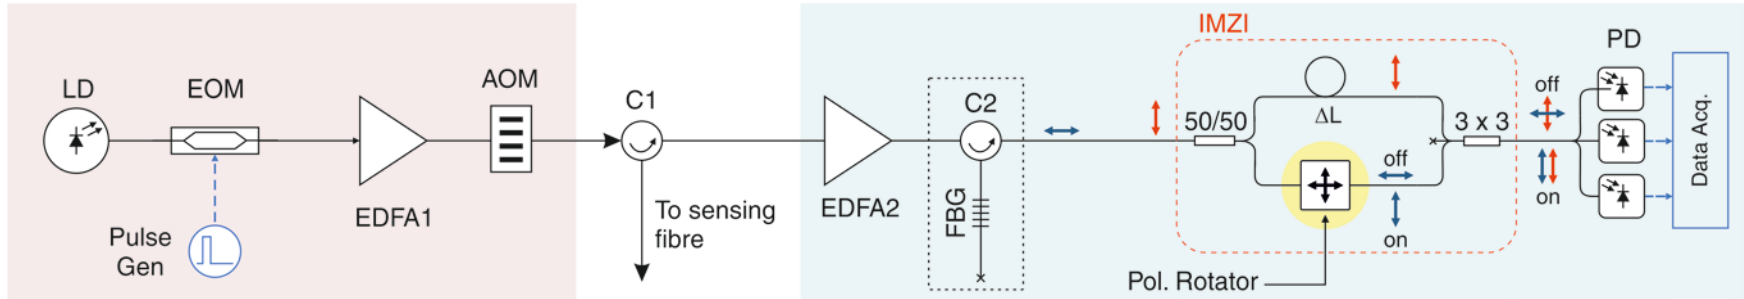 LD
EOM
Pulse
Gen
EDFA1
AOM
C1
To sensing
fibre
EDFA2
C2
FBG
IMZI
50/50
ΔL
off
on
Pol. Rotator
3 x 3
off
on
PD
Data Acq.